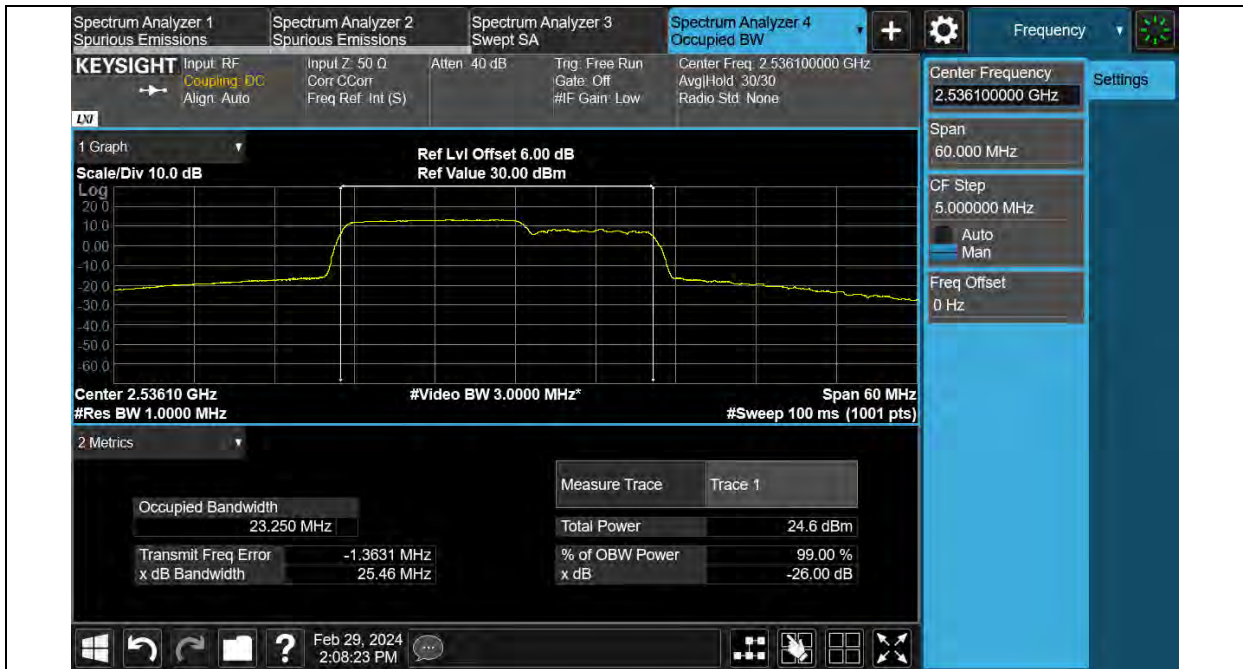 Spectrum Analyzer 1
Spurious Emissions
Spectrum Analyzer 2
Spurious Emissions
Spectrum Analyzer 3
Swept SA
Spectrum Analyzer 4
Occupied BW
Frequency
KEYSIGHT
LXI
Input: RF
Coupling: DC
Align: Auto
Input Z: 50 Ω
Corr CCorr
Freq Ref: Int (S)
Atten: 40 dB
Trig: Free Run
Gate: Off
#IF Gain: Low
Center Freq: 2.536100000 GHz
Avg|Hold: 30/30
Radio Std: None
Center Frequency
2.536100000 GHz
Settings
Span
60.000 MHz
CF Step
5.000000 MHz
Auto
Man
Freq Offset
0 Hz
1 Graph
Scale/Div 10.0 dB
Ref Lvl Offset 6.00 dB
Ref Value 30.00 dBm
Log
20.0
10.0
0.00
-10.0
-20.0
-30.0
-40.0
-50.0
-60.0
Center 2.53610 GHz
#Video BW 3.0000 MHz*
Span 60 MHz
#Res BW 1.0000 MHz
#Sweep 100 ms (1001 pts)
2 Metrics
Measure Trace Trace 1
Occupied Bandwidth
23.250 MHz
Total Power 24.6 dBm
Transmit Freq Error -1.3631 MHz
% of OBW Power 99.00 %
x dB Bandwidth 25.46 MHz
x dB -26.00 dB
?
Feb 29, 2024
2:08:23 PM